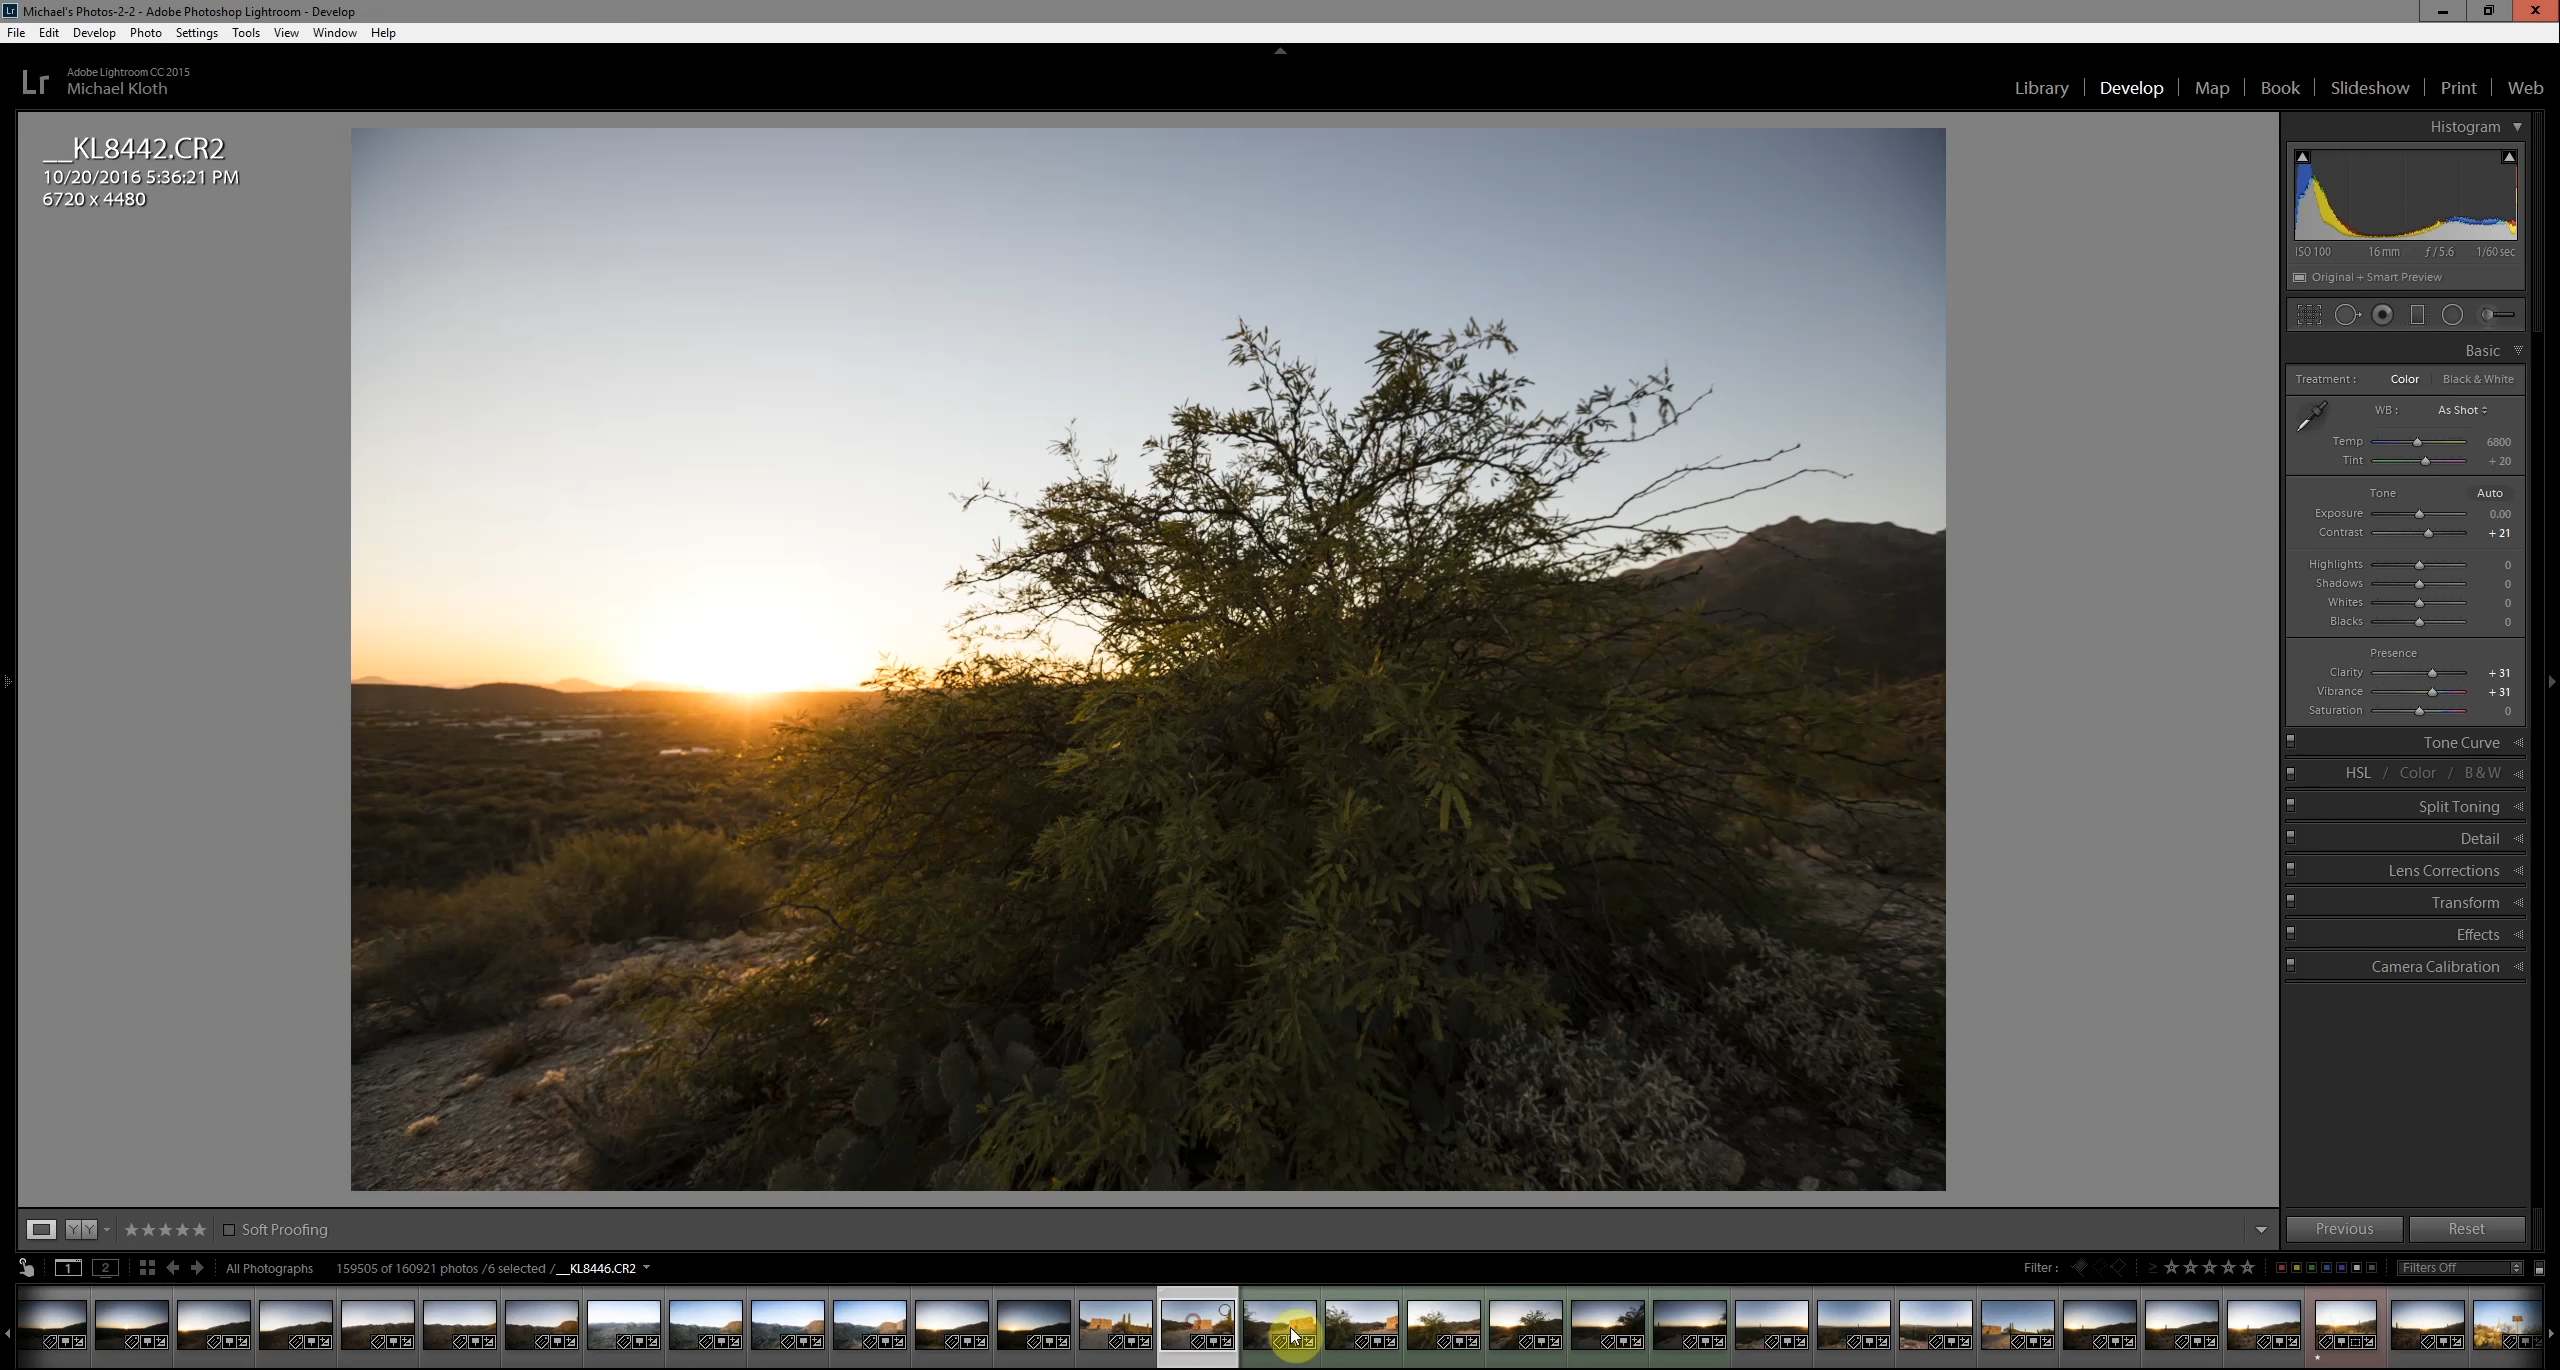 Lr Michael's Photos-2-2 - Adobe Photoshop Lightroom - Develop
File Edit Develop Photo Settings Tools View Window Help
Lr
Adobe Lightroom CC 2015
Michael Kloth
Library | Develop | Map | Book | Slideshow | Print | Web
__KL8442.CR2
10/20/2016 5:36:21 PM
6720 x 4480
Histogram
ISO 100 16 mm ƒ / 5.6 1/60 sec
Original + Smart Preview
Basic
Treatment : Color Black & White
WB : As Shot
Temp 6800
Tint + 20
Tone Auto
Exposure 0.00
Contrast + 21
Highlights 0
Shadows 0
Whites 0
Blacks 0
Presence
Clarity + 31
Vibrance + 31
Saturation 0
Tone Curve
HSL / Color / B & W
Split Toning
Detail
Lens Corrections
Transform
Effects
Camera Calibration
YY Soft Proofing
Previous Reset
1 2 All Photographs 159505 of 160921 photos /6 selected /__KL8446.CR2
Filter : ≥ Filters Off